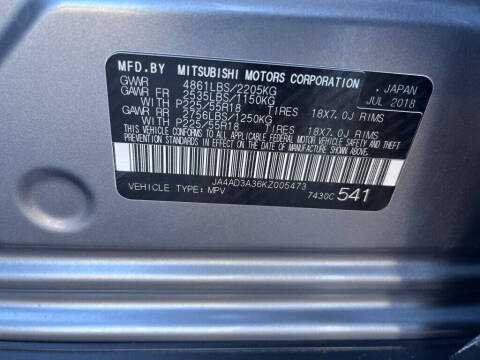 MFD.BY MITSUBISHI MOTORS CORPORATION
GVWR 4861LBS/2205KG . JAPAN
GAWR FR 2535LBS/1150KG JUL 2018
WITH P225/55R18 TIRES 18X7.0J RIMS
GAWR RR 2756LBS/1250KG
WITH P225/55R18 TIRES 18X7.0J RIMS
THIS VEHICLE CONFORMS TO ALL APPLICABLE FEDERAL MOTOR VEHICLE SAFETY AND THEFT
PREVENTION STANDARDS IN EFFECT ON THE DATE OF MANUFACTURE SHOWN ABOVE.
JA4AD3A36KZ005473
VEHICLE TYPE: MPV 7430C 541